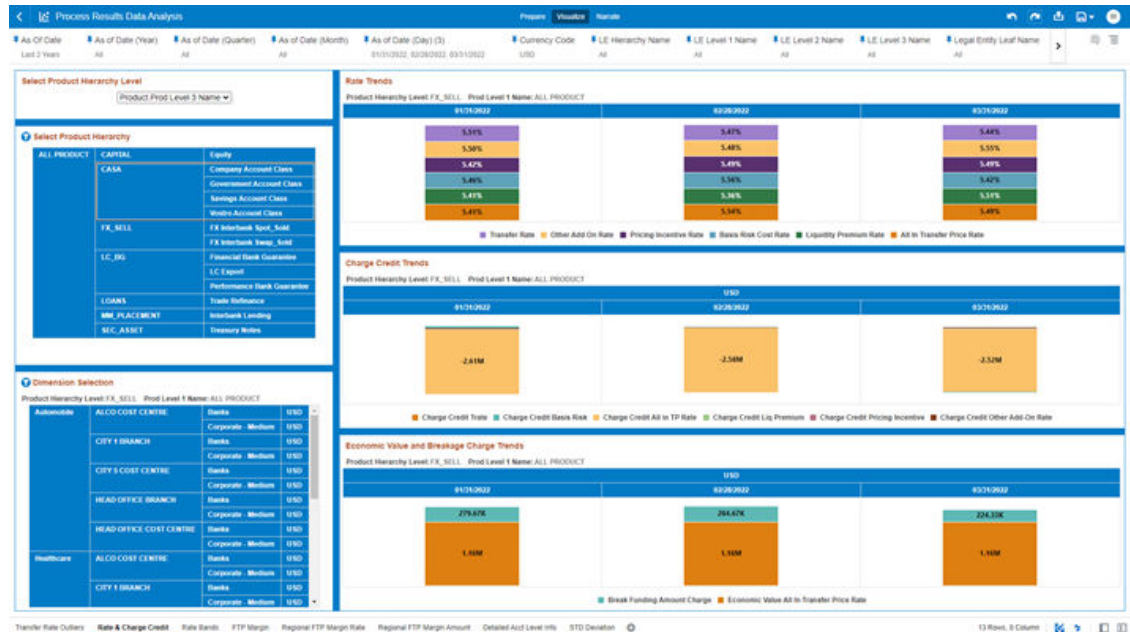 Process Results Data Analysis
Prepare Visualize Narrate
As Of Date
Last 2 Years
As of Date (Year)
All
As of Date (Quarter)
All
As of Date (Month)
All
As of Date (Day) (3)
01/31/2022, 02/28/2022, 03/31/2022
Currency Code
USD
LE Hierarchy Name
All
LE Level 1 Name
All
LE Level 2 Name
All
LE Level 3 Name
All
Legal Entity Leaf Name
All
Select Product Hierarchy Level
Product Prod Level 3 Name
Select Product Hierarchy
ALL PRODUCT CAPITAL Equity
CASA Company Account Class
Government Account Class
Savings Account Class
Vostro Account Class
FX_SELL FX Interbank Spot_Sold
FX Interbank Swap_Sold
LC_BG Financial Bank Guarantee
LC Export
Performance Bank Guarantee
LOANS Trade Refinance
MM_PLACEMENT Interbank Lending
SEC_ASSET Treasury Notes
Dimension Selection
Product Hierarchy Level: FX_SELL Prod Level 1 Name: ALL PRODUCT
Automobile ALCO COST CENTRE Banks USD
Corporate - Medium USD
CITY 1 BRANCH Banks USD
Corporate - Medium USD
CITY 5 COST CENTRE Banks USD
Corporate - Medium USD
HEAD OFFICE BRANCH Banks USD
Corporate - Medium USD
HEAD OFFICE COST CENTRE Banks USD
Corporate - Medium USD
Healthcare ALCO COST CENTRE Banks USD
Corporate - Medium USD
CITY 1 BRANCH Banks USD
Corporate - Medium USD
Rate Trends
Product Hierarchy Level: FX_SELL Prod Level 1 Name: ALL PRODUCT
01/31/2022 02/28/2022 03/31/2022
5.51% 5.47% 5.44%
5.50% 5.48% 5.55%
5.42% 5.49% 5.49%
5.46% 5.56% 5.42%
5.41% 5.36% 5.51%
5.41% 5.54% 5.49%
Transfer Rate Other Add On Rate Pricing Incentive Rate Basis Risk Cost Rate Liquidity Premium Rate All In Transfer Price Rate
Charge Credit Trends
Product Hierarchy Level: FX_SELL Prod Level 1 Name: ALL PRODUCT
USD
01/31/2022 02/28/2022 03/31/2022
-2.61M -2.58M -2.52M
Charge Credit Trate Charge Credit Basis Risk Charge Credit All in TP Rate Charge Credit Liq Premium Charge Credit Pricing Incentive Charge Credit Other Add-On Rate
Economic Value and Breakage Charge Trends
Product Hierarchy Level: FX_SELL Prod Level 1 Name: ALL PRODUCT
USD
01/31/2022 02/28/2022 03/31/2022
279.67K 264.67K 224.33K
1.16M 1.16M 1.16M
Break Funding Amount Charge Economic Value All In Transfer Price Rate
Transfer Rate Outliers Rate & Charge Credit Rate Bands FTP Margin Regional FTP Margin Rate Regional FTP Margin Amount Detailed Acct Level Info STD Deviation
13 Rows, 8 Column